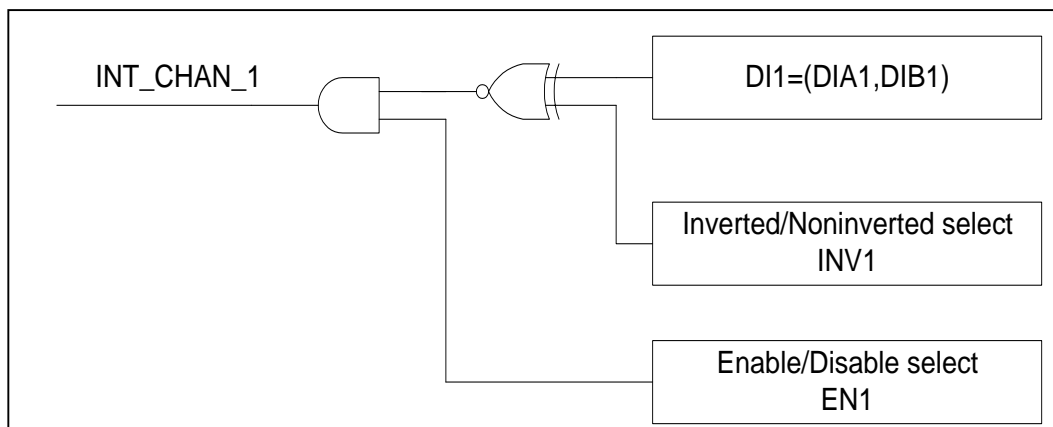 INT_CHAN_1
DI1=(DIA1,DIB1)
Inverted/Noninverted select
INV1
Enable/Disable select
EN1